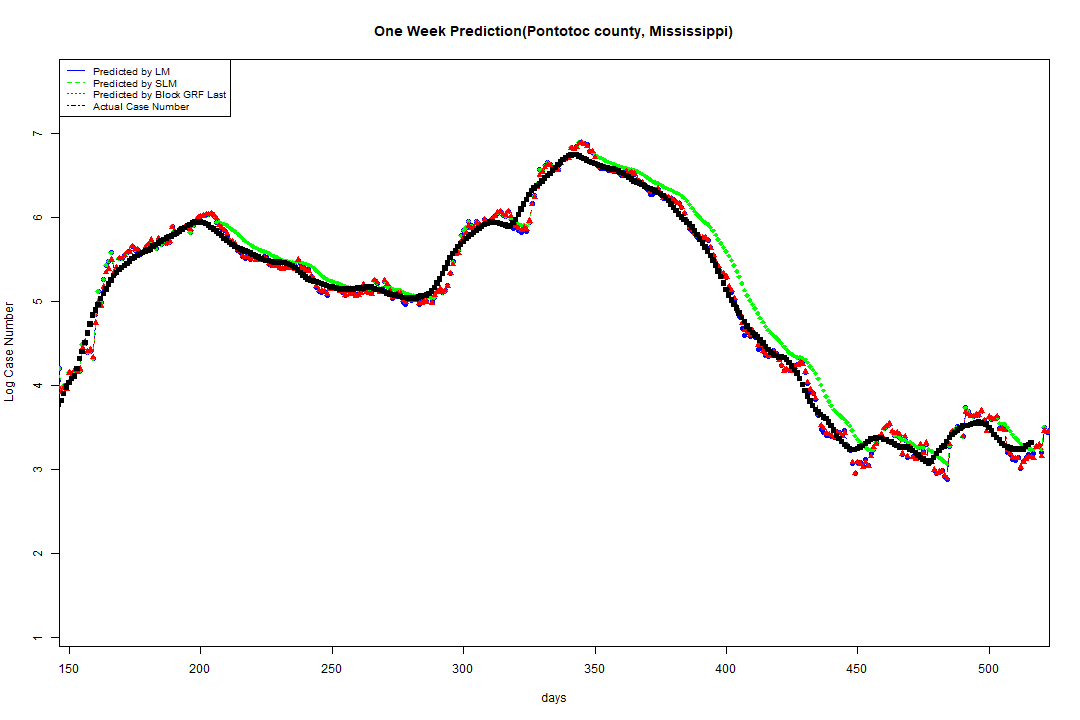 One Week Prediction(Pontotoc county, Mississippi)
Predicted by LM
Predicted by SLM
Predicted by Block GRF Last
Actual Case Number
7
6
5
4
3
2
1
Log Case Number
150 200 250 300 350 400 450 500
days